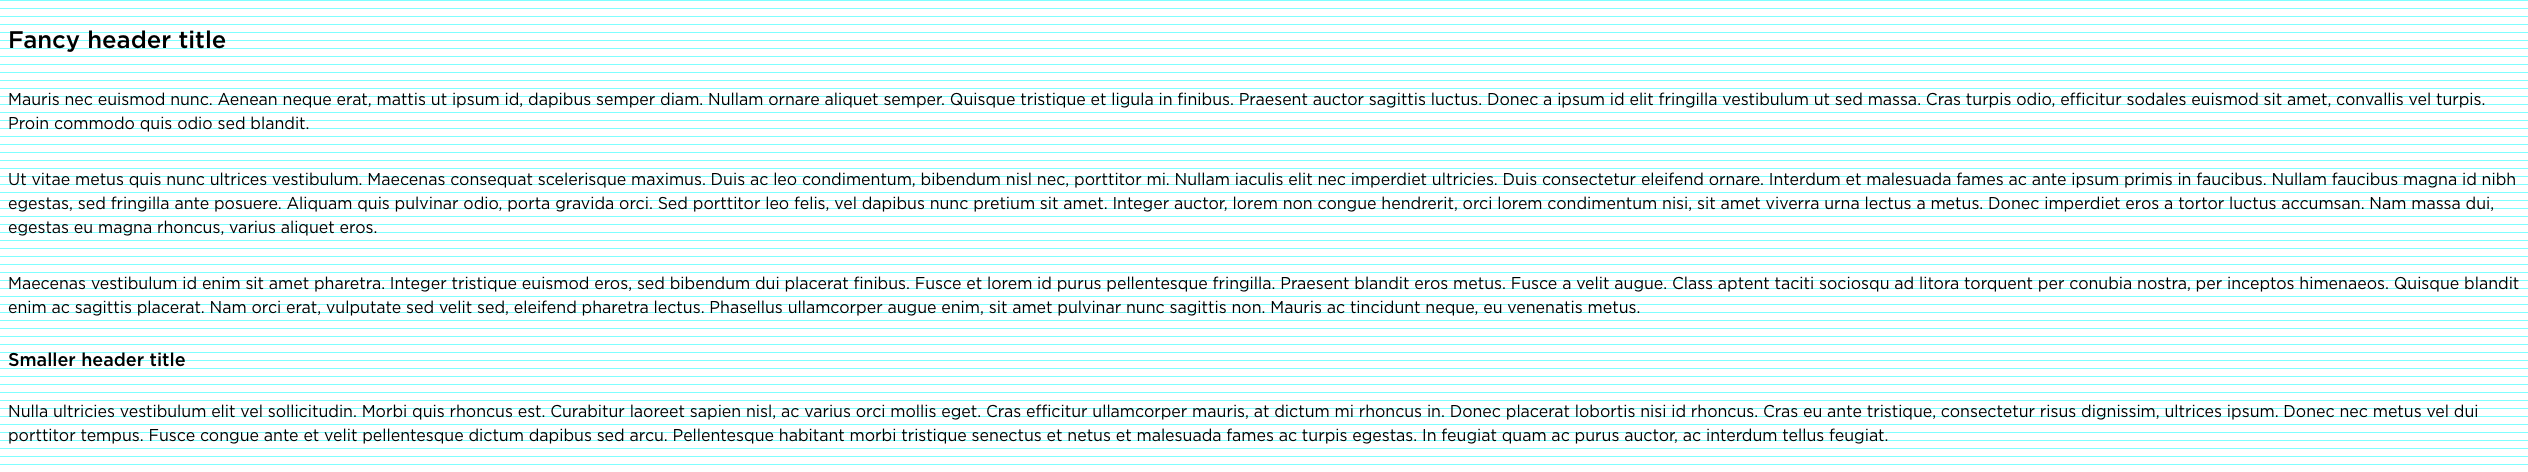 Fancy header title
Mauris nec euismod nunc. Aenean neque erat, mattis ut ipsum id, dapibus semper diam. Nullam ornare aliquet semper. Quisque tristique et ligula in finibus. Praesent auctor sagittis luctus. Donec a ipsum id elit fringilla vestibulum ut sed massa. Cras turpis odio, efficitur sodales euismod sit amet, convallis vel turpis.
Proin commodo quis odio sed blandit.
Ut vitae metus quis nunc ultrices vestibulum. Maecenas consequat scelerisque maximus. Duis ac leo condimentum, bibendum nisl nec, porttitor mi. Nullam iaculis elit nec imperdiet ultricies. Duis consectetur eleifend ornare. Interdum et malesuada fames ac ante ipsum primis in faucibus. Nullam faucibus magna id nibh
egestas, sed fringilla ante posuere. Aliquam quis pulvinar odio, porta gravida orci. Sed porttitor leo felis, vel dapibus nunc pretium sit amet. Integer auctor, lorem non congue hendrerit, orci lorem condimentum nisi, sit amet viverra urna lectus a metus. Donec imperdiet eros a tortor luctus accumsan. Nam massa dui,
egestas eu magna rhoncus, varius aliquet eros.
Maecenas vestibulum id enim sit amet pharetra. Integer tristique euismod eros, sed bibendum dui placerat finibus. Fusce et lorem id purus pellentesque fringilla. Praesent blandit eros metus. Fusce a velit augue. Class aptent taciti sociosqu ad litora torquent per conubia nostra, per inceptos himenaeos. Quisque blandit
enim ac sagittis placerat. Nam orci erat, vulputate sed velit sed, eleifend pharetra lectus. Phasellus ullamcorper augue enim, sit amet pulvinar nunc sagittis non. Mauris ac tincidunt neque, eu venenatis metus.
Smaller header title
Nulla ultricies vestibulum elit vel sollicitudin. Morbi quis rhoncus est. Curabitur laoreet sapien nisl, ac varius orci mollis eget. Cras efficitur ullamcorper mauris, at dictum mi rhoncus in. Donec placerat lobortis nisi id rhoncus. Cras eu ante tristique, consectetur risus dignissim, ultrices ipsum. Donec nec metus vel dui
porttitor tempus. Fusce congue ante et velit pellentesque dictum dapibus sed arcu. Pellentesque habitant morbi tristique senectus et netus et malesuada fames ac turpis egestas. In feugiat quam ac purus auctor, ac interdum tellus feugiat.